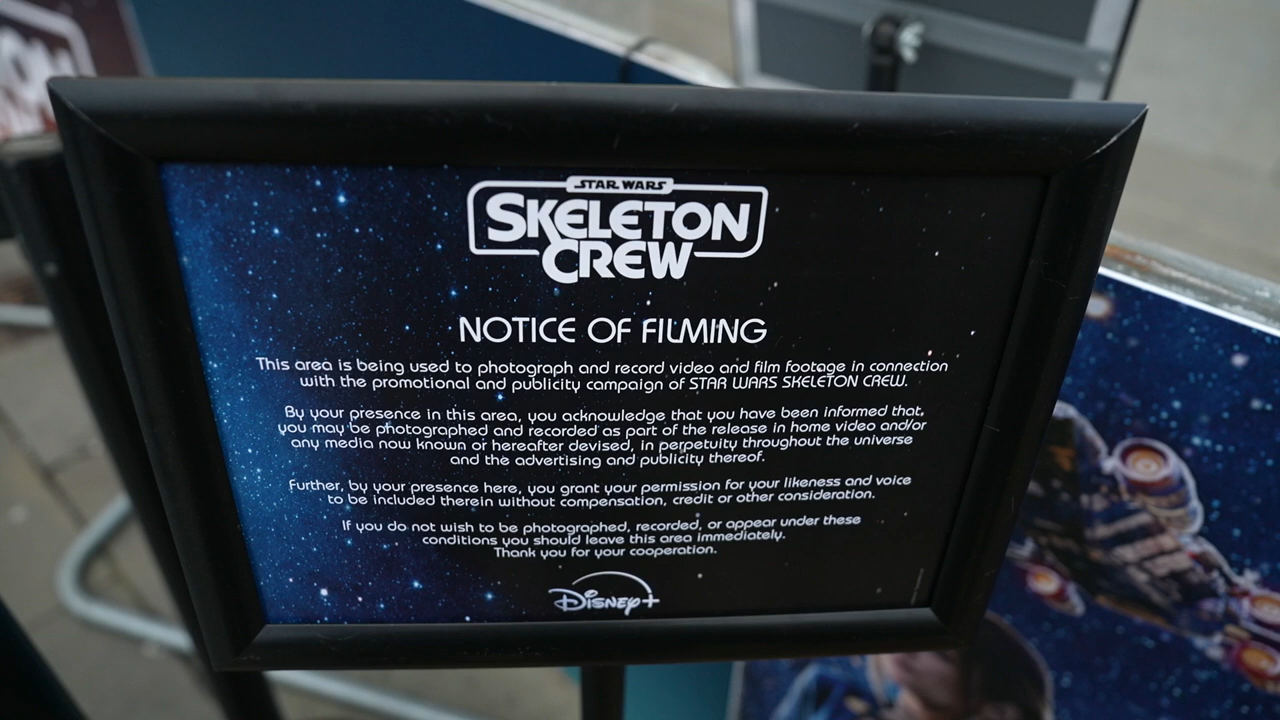 STAR WARS
SKELETON
CREW
NOTICE OF FILMING
This area is being used to photograph and record video and film footage in connection
with the promotional and publicity campaign of STAR WARS SKELETON CREW.
By your presence in this area, you acknowledge that you have been informed that,
you may be photographed and recorded as part of the release in home video and/or
any media now known or hereafter devised, in perpetuity throughout the universe
and the advertising and publicity thereof.
Further, by your presence here, you grant your permission for your likeness and voice
to be included therein without compensation, credit or other consideration.
If you do not wish to be photographed, recorded, or appear under these
conditions you should leave this area immediately.
Thank you for your cooperation.
Disney+